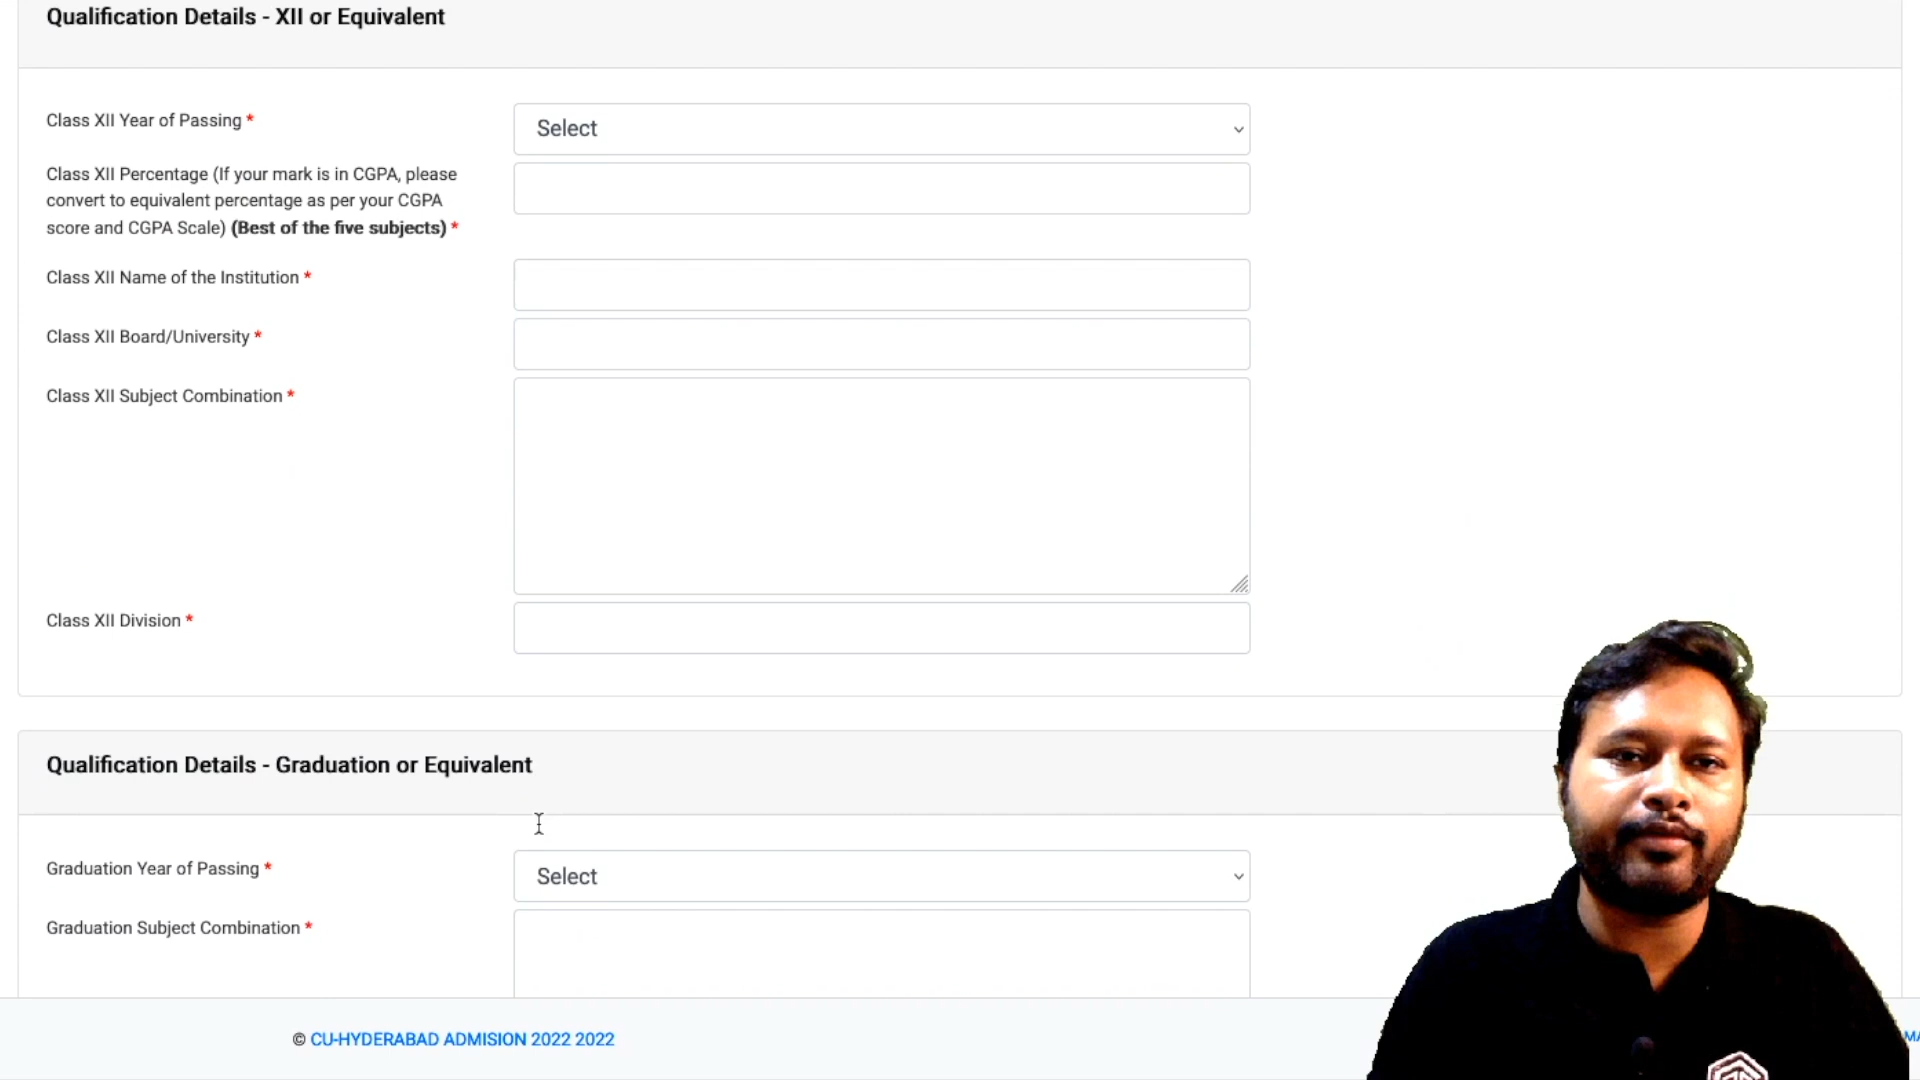 Qualification Details - XII or Equivalent
Class XII Year of Passing *
Select
Class XII Percentage (If your mark is in CGPA, please
convert to equivalent percentage as per your CGPA
score and CGPA Scale) (Best of the five subjects) *
Class XII Name of the Institution *
Class XII Board/University *
Class XII Subject Combination *
Class XII Division *
Qualification Details - Graduation or Equivalent
Graduation Year of Passing *
Select
Graduation Subject Combination *
© CU-HYDERABAD ADMISION 2022 2022